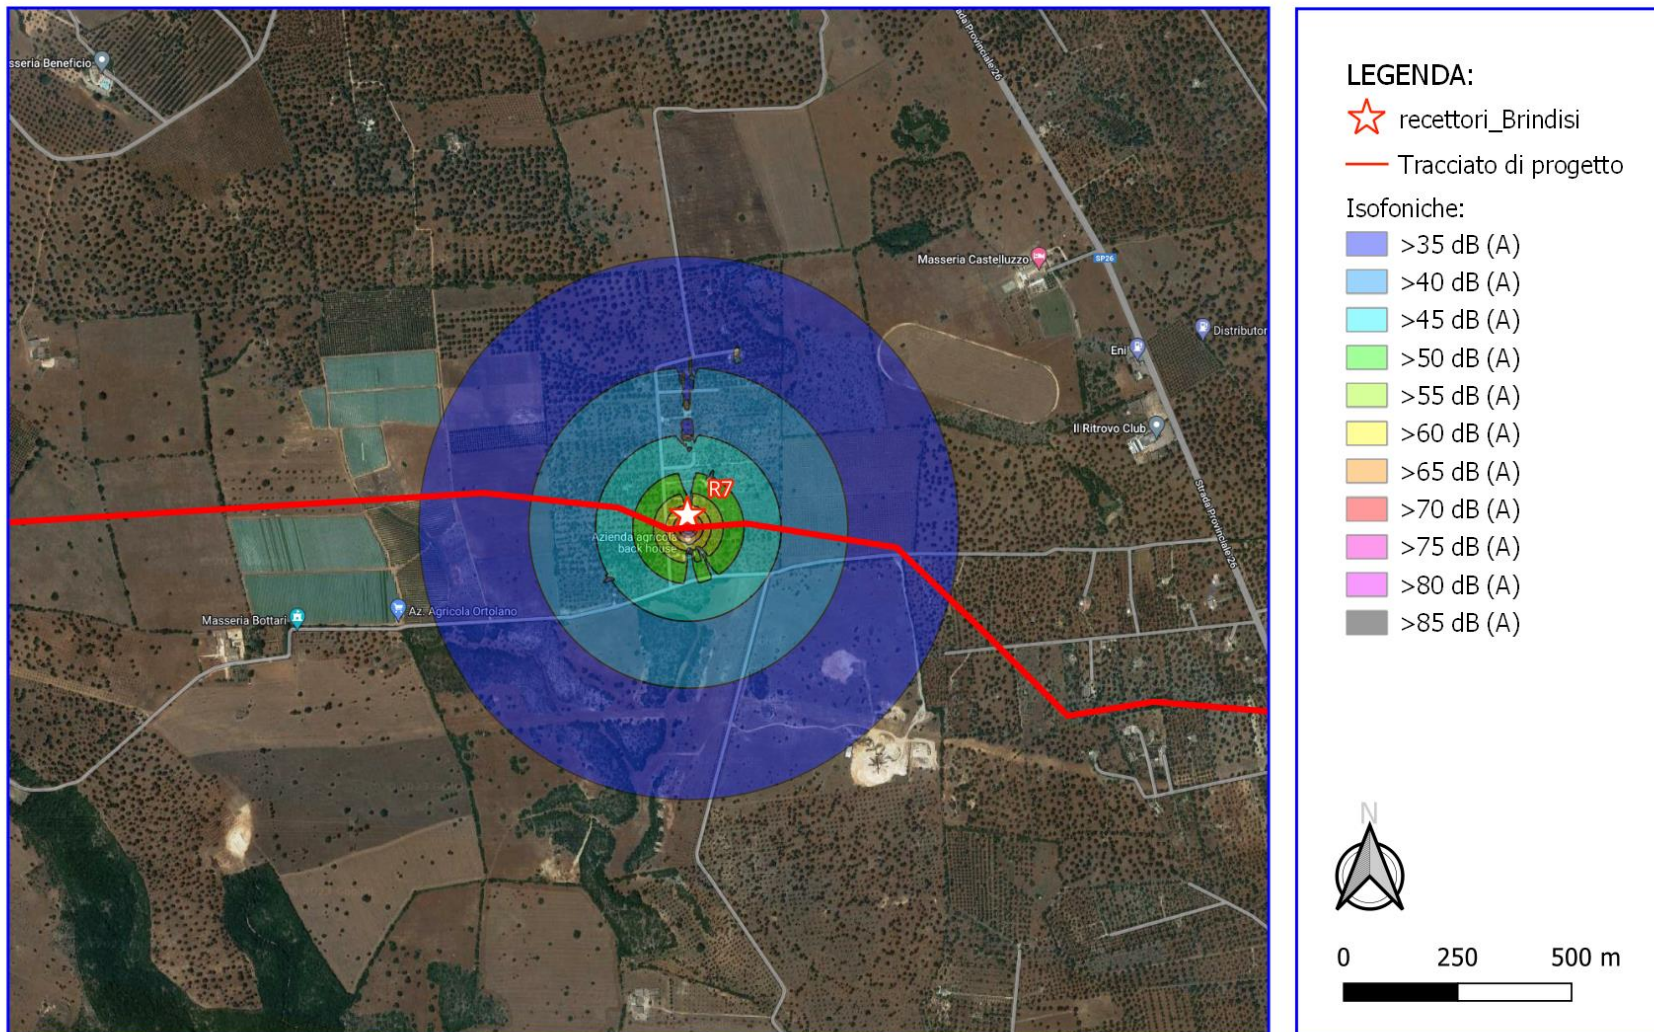 sseria Beneficio
ada Provinciale 26
Masseria Castelluzzo
SP26
Distributor
Eni
Il Ritrovo Club
Strada Provinciale 26
R7
Azienda agricola
back house
Az. Agricola Ortolano
Masseria Bottari
LEGENDA:
recettori_Brindisi
Tracciato di progetto
Isofoniche:
>35 dB (A)
>40 dB (A)
>45 dB (A)
>50 dB (A)
>55 dB (A)
>60 dB (A)
>65 dB (A)
>70 dB (A)
>75 dB (A)
>80 dB (A)
>85 dB (A)
N
0 250 500 m